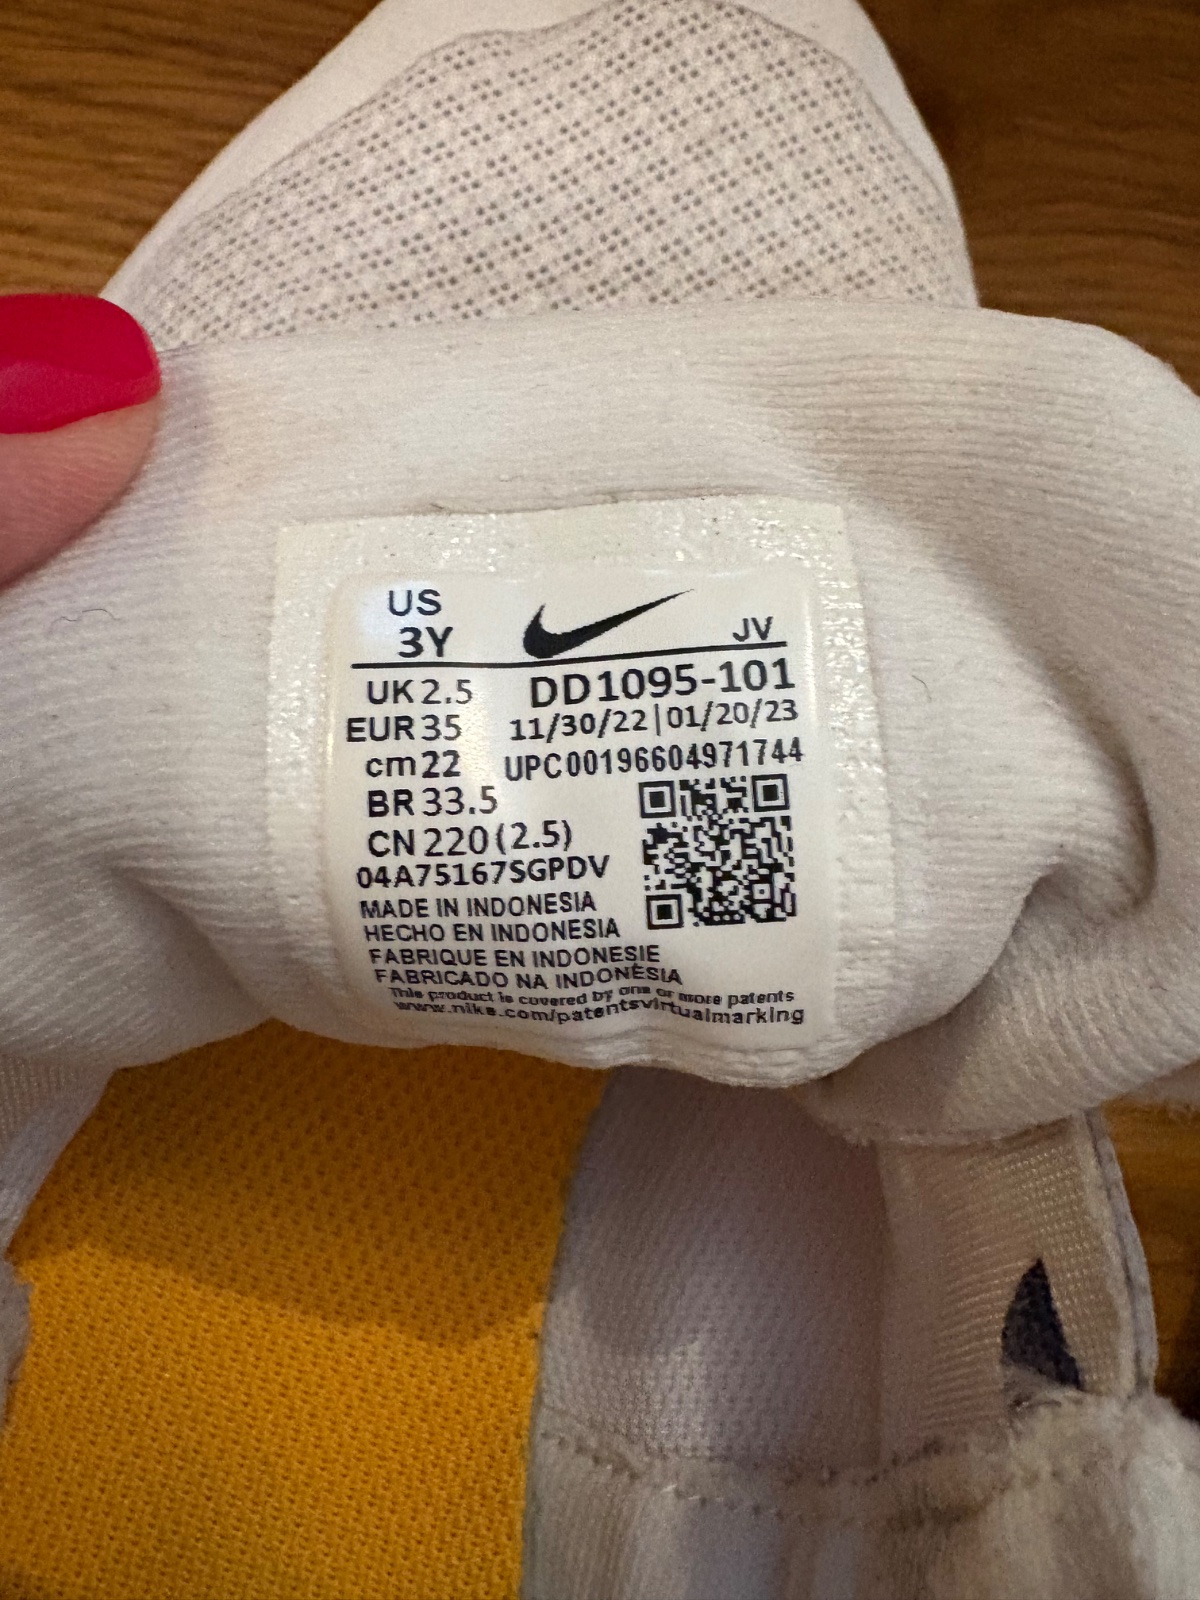 US
3Y
JV
UK 2.5
DD1095-101
EUR 35
11/30/22|01/20/23
cm 22
UPC00196604971744
BR 33.5
CN 220(2.5)
04A75167SGPDV
MADE IN INDONESIA
HECHO EN INDONESIA
FABRIQUE EN INDONESIE
FABRICADO NA INDONÉSIA
This product is covered by one or more patents
www.nike.com/patentsvirtualmarking